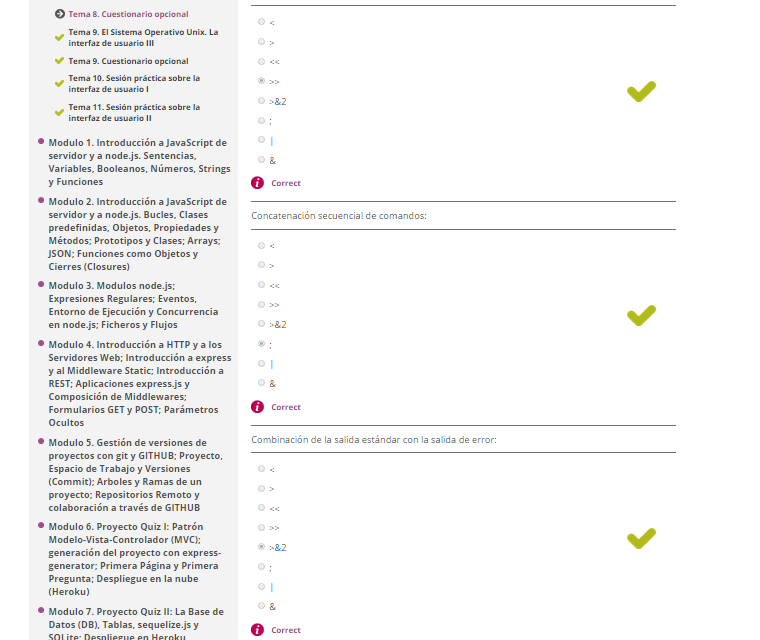 Tema 8. Cuestionario opcional
Tema 9. El Sistema Operativo Unix. La
interfaz de usuario III
Tema 9. Cuestionario opcional
Tema 10. Sesión práctica sobre la
interfaz de usuario I
Tema 11. Sesión práctica sobre la
interfaz de usuario II
Modulo 1. Introducción a JavaScript de
servidor y a node.js. Sentencias,
Variables, Booleanos, Números, Strings
y Funciones
Modulo 2. Introducción a JavaScript de
servidor y a node.js. Bucles, Clases
predefinidas, Objetos, Propiedades y
Métodos; Prototipos y Clases; Arrays;
JSON; Funciones como Objetos y
Cierres (Closures)
Modulo 3. Modulos node.js;
Expresiones Regulares; Eventos,
Entorno de Ejecución y Concurrencia
en node.js; Ficheros y Flujos
Modulo 4. Introducción a HTTP y a los
Servidores Web; Introducción a express
y al Middleware Static; Introducción a
REST; Aplicaciones express.js y
Composición de Middlewares;
Formularios GET y POST; Parámetros
Ocultos
Modulo 5. Gestión de versiones de
proyectos con git y GITHUB; Proyecto,
Espacio de Trabajo y Versiones
(Commit); Arboles y Ramas de un
proyecto; Repositorios Remoto y
colaboración a través de GITHUB
Modulo 6. Proyecto Quiz I: Patrón
Modelo-Vista-Controlador (MVC);
generación del proyecto con express-
generator; Primera Página y Primera
Pregunta; Despliegue en la nube
(Heroku)
Modulo 7. Proyecto Quiz II: La Base de
Datos (DB), Tablas, sequelize.js y
SQLite; Despliegue en Heroku
<
>
<<
>>
>&2
;
|
&
Correct
Concatenación secuencial de comandos:
<
>
<<
>>
>&2
;
|
&
Correct
Combinación de la salida estándar con la salida de error:
<
>
<<
>>
>&2
;
|
&
Correct